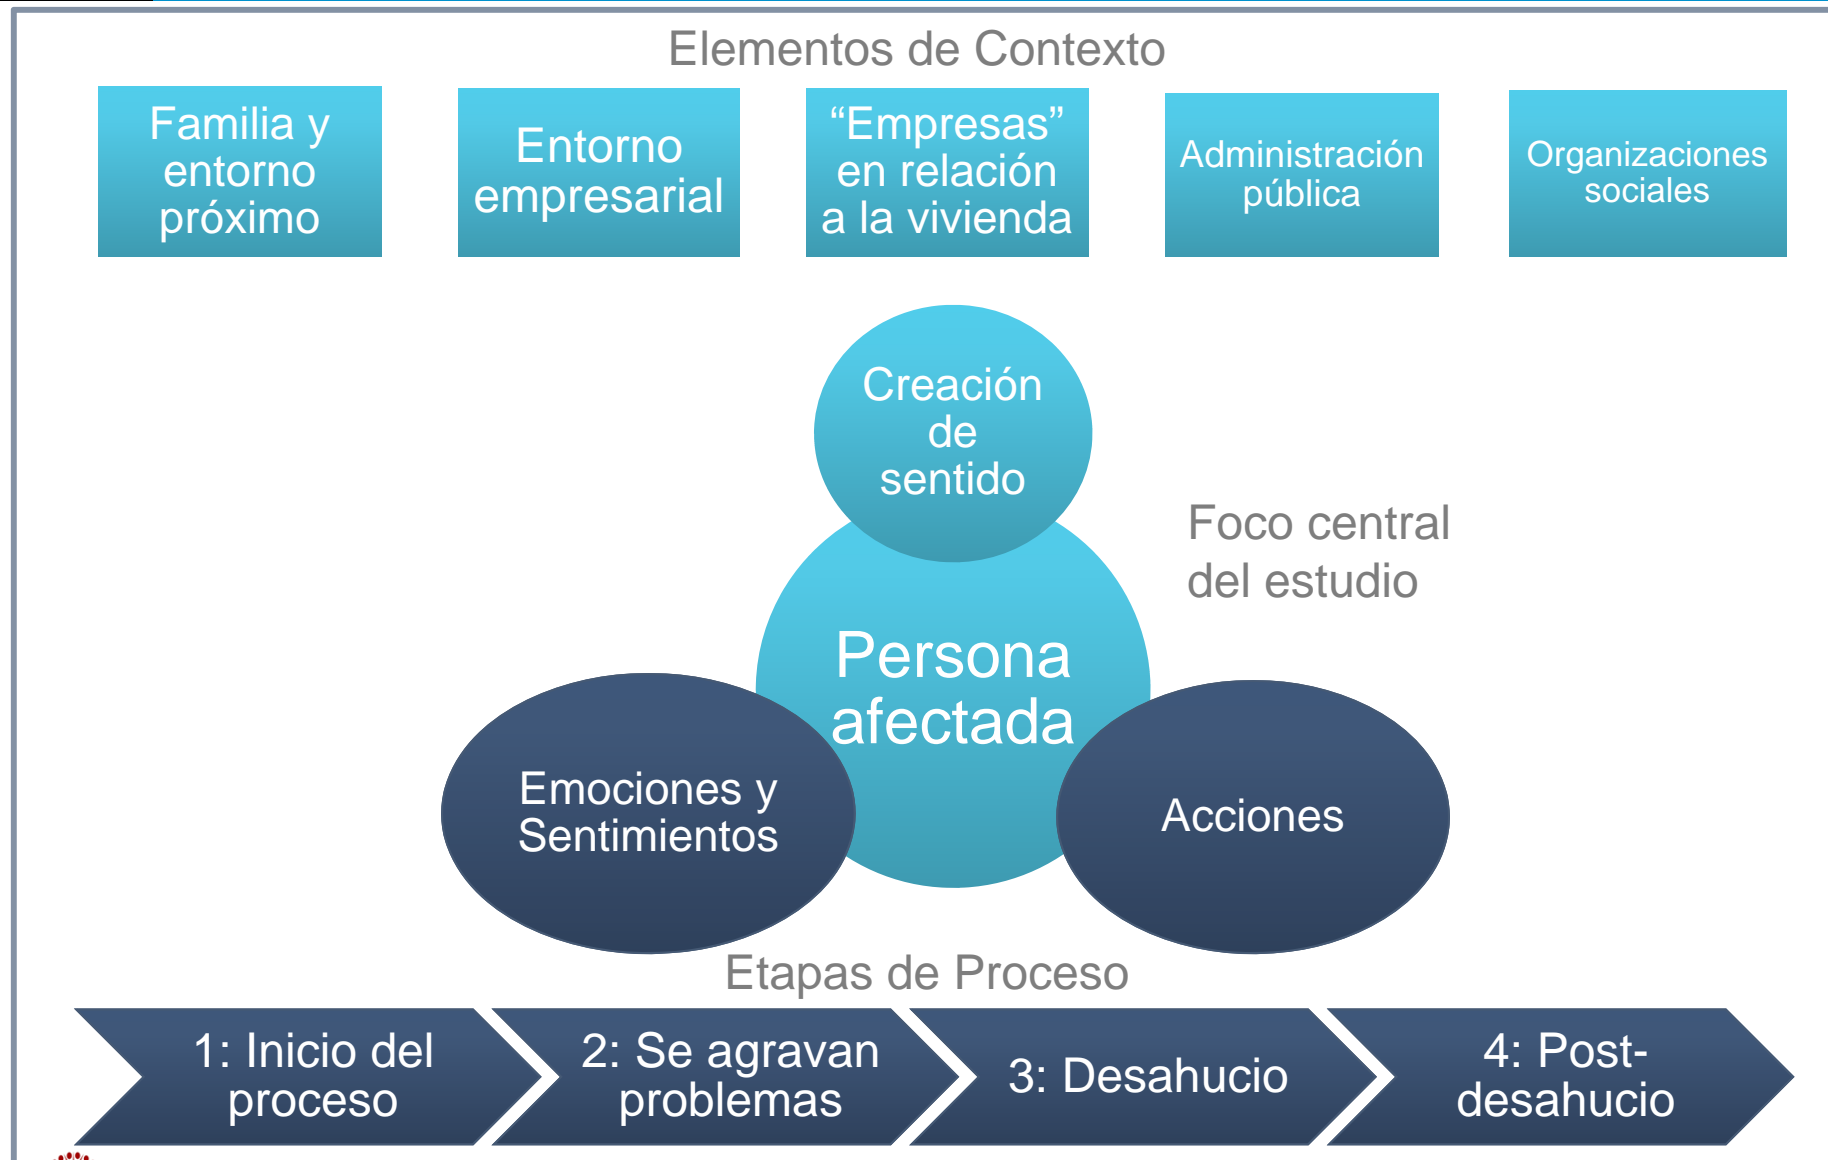 Elementos de Contexto
Familia y
entorno
próximo
Entorno
empresarial
“Empresas”
en relación
a la vivienda
Administración
pública
Organizaciones
sociales
Creación
de
sentido
Foco central
del estudio
Persona
afectada
Emociones y
Sentimientos
Acciones
Etapas de Proceso
1: Inicio del
proceso
2: Se agravan
problemas
3: Desahucio
4: Post-
desahucio